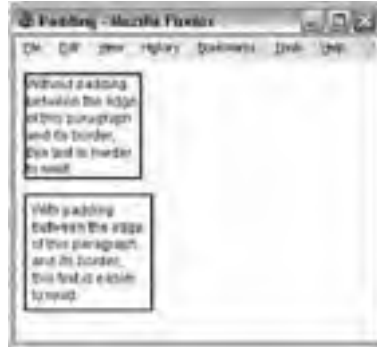 Padding - Mozilla Firefox
File Edit View History Bookmarks Tools Help
Without padding
between the edge
of this paragraph
and its border,
this text is harder
to read.
With padding
between the edge
of this paragraph
and its border,
this text is easier
to read.